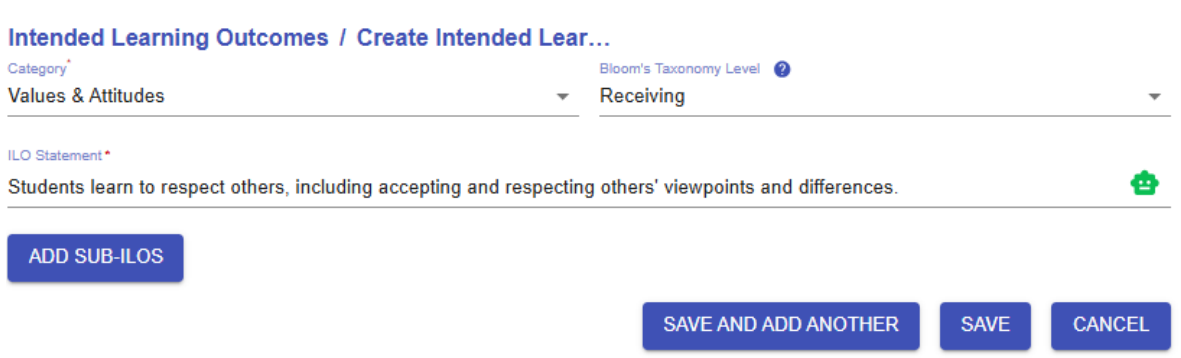 Intended Learning Outcomes / Create Intended Lear...
Category* Bloom's Taxonomy Level ?
Values & Attitudes Receiving
ILO Statement*
Students learn to respect others, including accepting and respecting others' viewpoints and differences.
ADD SUB-ILOS
SAVE AND ADD ANOTHER SAVE CANCEL